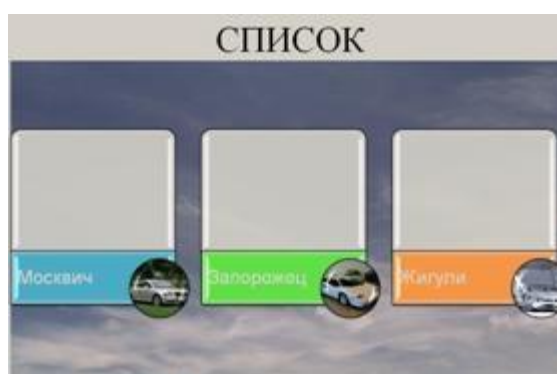 СПИСОК
Москвич
Запорожец
Жигули